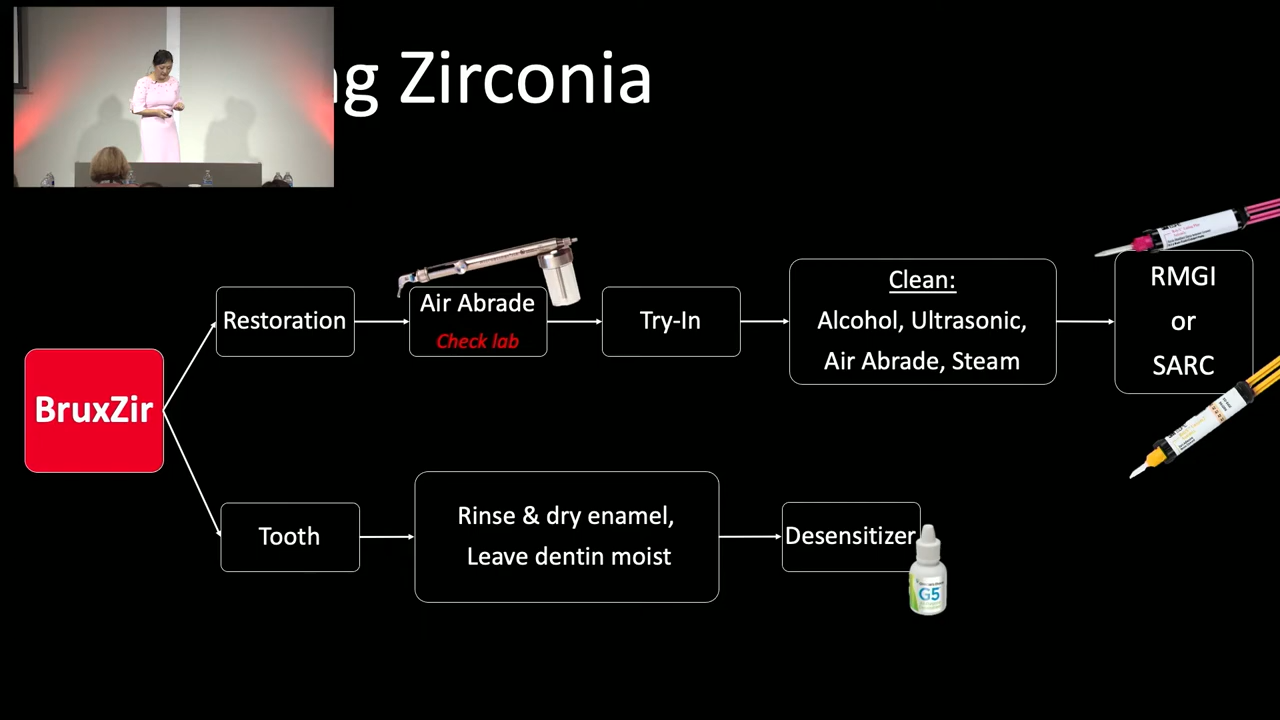 ng Zirconia
Restoration
Air Abrade
Check lab
Try-In
Clean:
Alcohol, Ultrasonic,
Air Abrade, Steam
RMGI
or
SARC
BruxZir
Tooth
Rinse & dry enamel,
Leave dentin moist
Desensitizer
G5